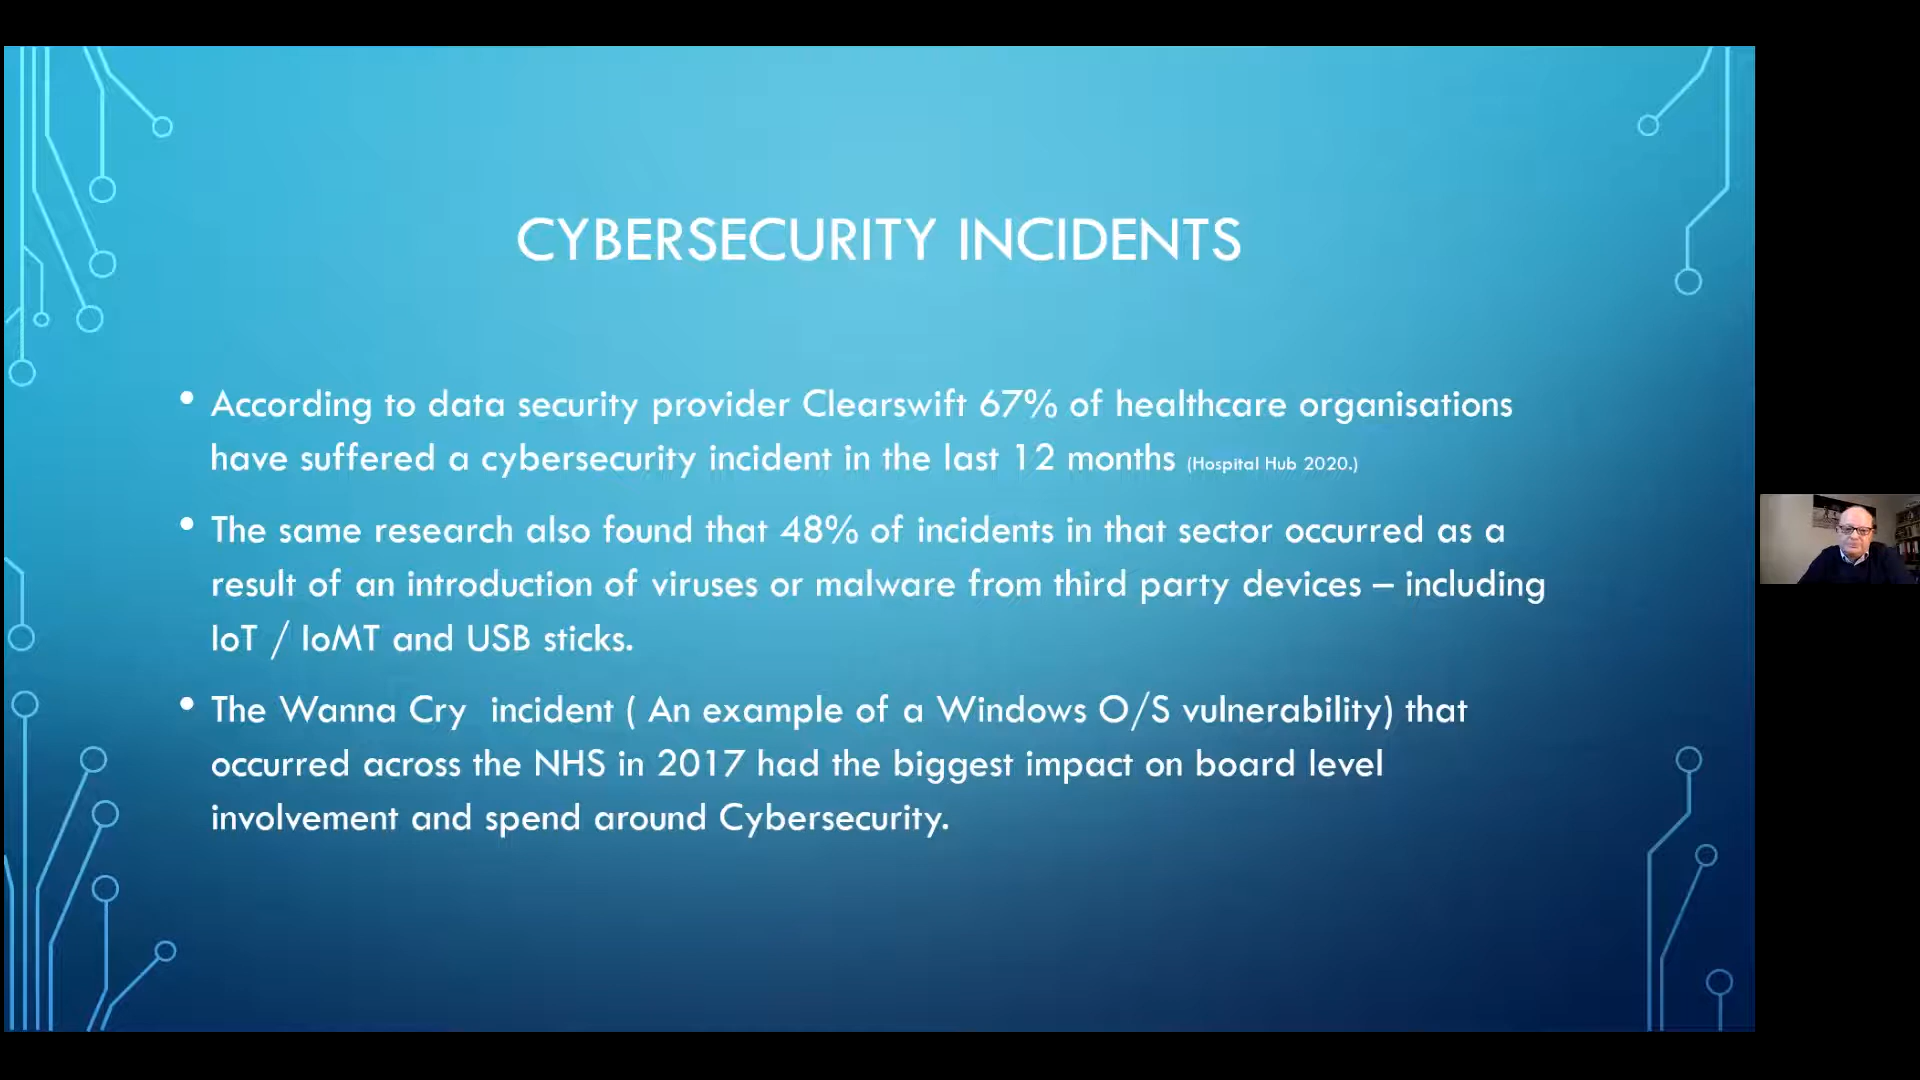 CYBERSECURITY INCIDENTS
• According to data security provider Clearswift 67% of healthcare organisations
have suffered a cybersecurity incident in the last 12 months (Hospital Hub 2020.)
• The same research also found that 48% of incidents in that sector occurred as a
result of an introduction of viruses or malware from third party devices – including
IoT / IoMT and USB sticks.
• The Wanna Cry  incident ( An example of a Windows O/S vulnerability) that
occurred across the NHS in 2017 had the biggest impact on board level
involvement and spend around Cybersecurity.